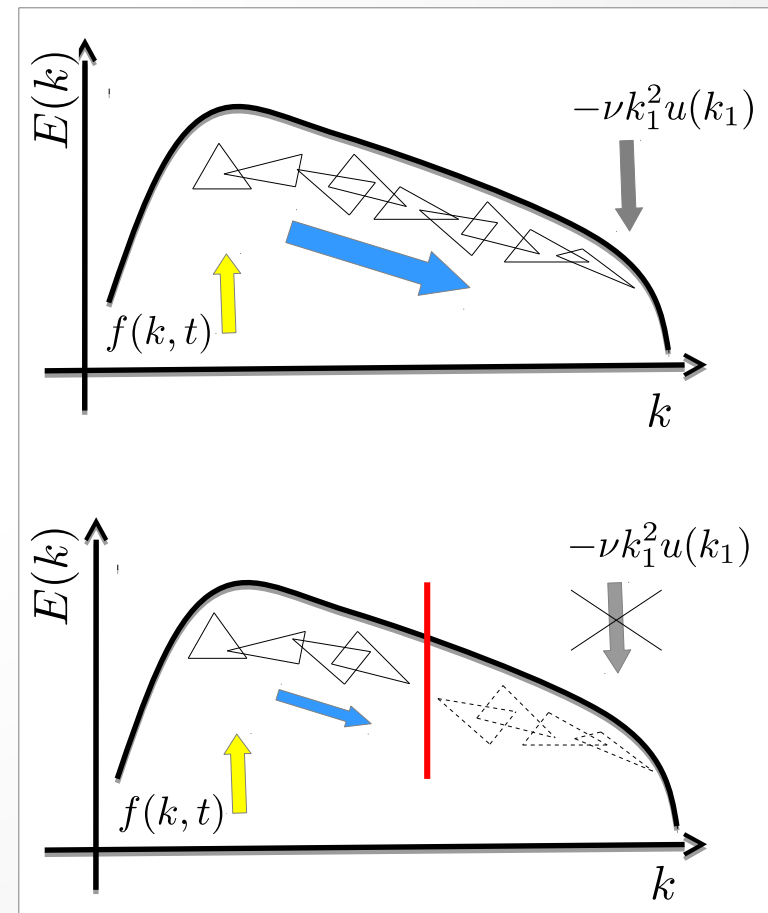 E(k)
−νk₁²u(k₁)
f(k, t)
k
E(k)
−νk₁²u(k₁)
f(k, t)
k